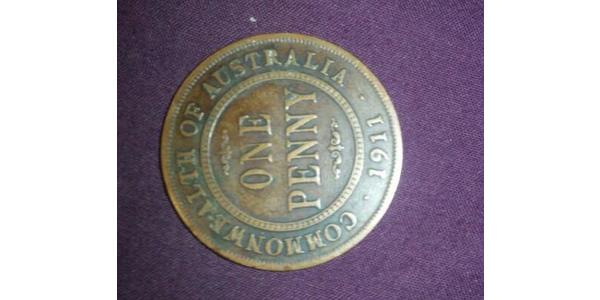 COMMONWEALTH OF AUSTRALIA · 1911 ·
ONE
PENNY